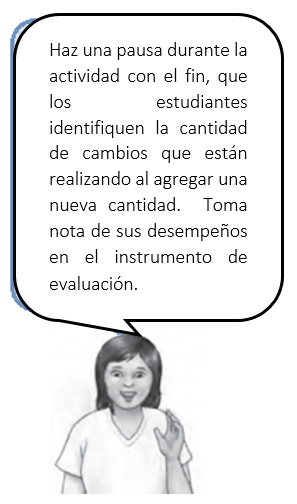 Haz una pausa durante la
actividad con el fin, que
los estudiantes
identifiquen la cantidad
de cambios que están
realizando al agregar una
nueva cantidad. Toma
nota de sus desempeños
en el instrumento de
evaluación.